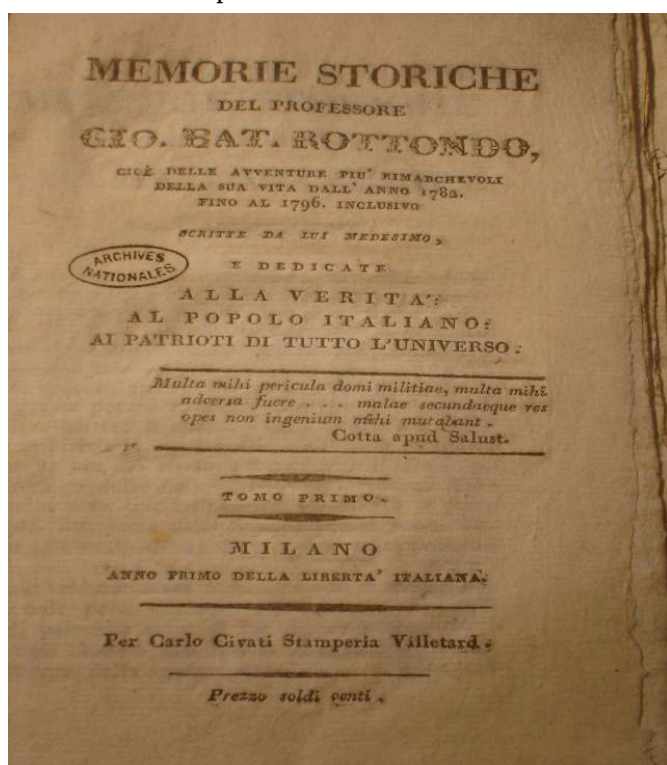 MEMORIE STORICHE
DEL PROFESSORE
GIO. BAT. ROTTONDO,
CIOÈ DELLE AVVENTURE PIU' RIMARCHEVOLI
DELLA SUA VITA DALL' ANNO 1782.
FINO AL 1796. INCLUSIVO
SCRITTE DA LUI MEDESIMO,
ARCHIVES
NATIONALES
E DEDICATE
ALLA VERITA':
AL POPOLO ITALIANO:
AI PATRIOTI DI TUTTO L'UNIVERSO:
Multa mihi pericula domi militiae, multa mihi
adversa fuere . . . malae secundaeque res
opes non ingenium mihi mutabant .
Cotta apud Salust.
TOMO PRIMO.
MILANO
ANNO PRIMO DELLA LIBERTA' ITALIANA.
Per Carlo Civati Stamperia Villetard.
Prezzo soldi venti .